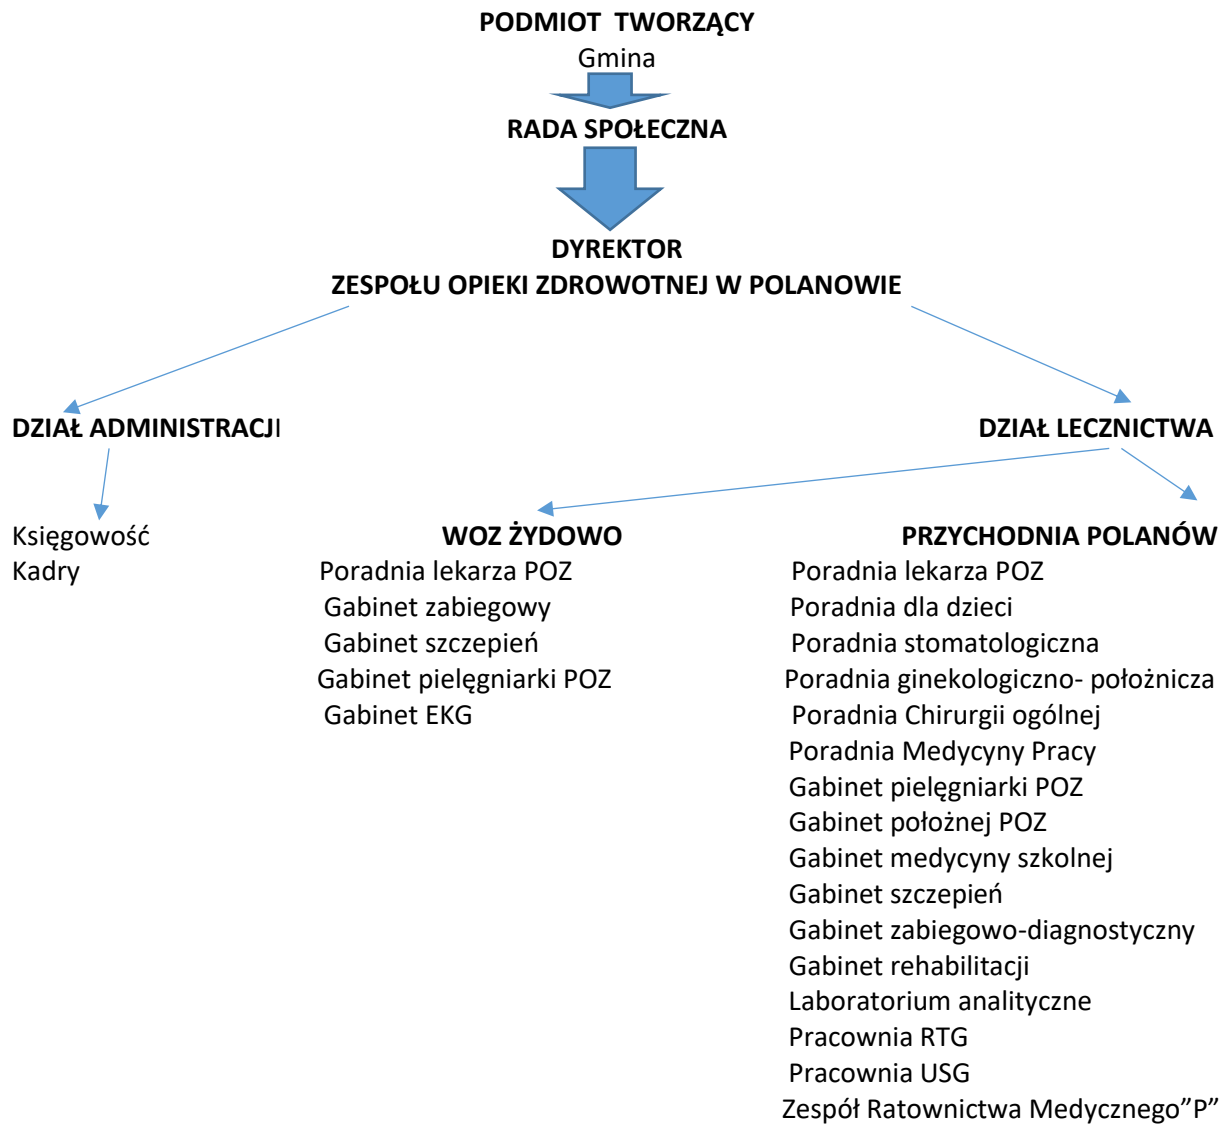 PODMIOT TWORZĄCY
Gmina
RADA SPOŁECZNA
DYREKTOR
ZESPOŁU OPIEKI ZDROWOTNEJ W POLANOWIE
DZIAŁ ADMINISTRACJI
Księgowość
Kadry
DZIAŁ LECZNICTWA
WOZ ŻYDOWO
Poradnia lekarza POZ
Gabinet zabiegowy
Gabinet szczepień
Gabinet pielęgniarki POZ
Gabinet EKG
PRZYCHODNIA POLANÓW
Poradnia lekarza POZ
Poradnia dla dzieci
Poradnia stomatologiczna
Poradnia ginekologiczno- położnicza
Poradnia Chirurgii ogólnej
Poradnia Medycyny Pracy
Gabinet pielęgniarki POZ
Gabinet położnej POZ
Gabinet medycyny szkolnej
Gabinet szczepień
Gabinet zabiegowo-diagnostyczny
Gabinet rehabilitacji
Laboratorium analityczne
Pracownia RTG
Pracownia USG
Zespół Ratownictwa Medycznego”P”